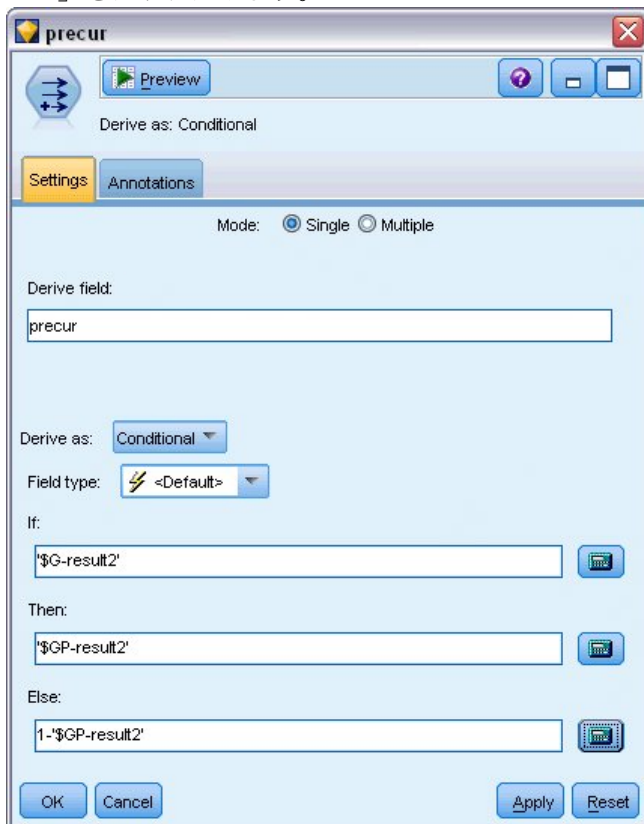 precur
Preview
Derive as: Conditional
Settings Annotations
Mode: Single Multiple
Derive field:
precur
Derive as: Conditional
Field type: <Default>
If:
'$G-result2'
Then:
'$GP-result2'
Else:
1-'$GP-result2'
OK Cancel Apply Reset